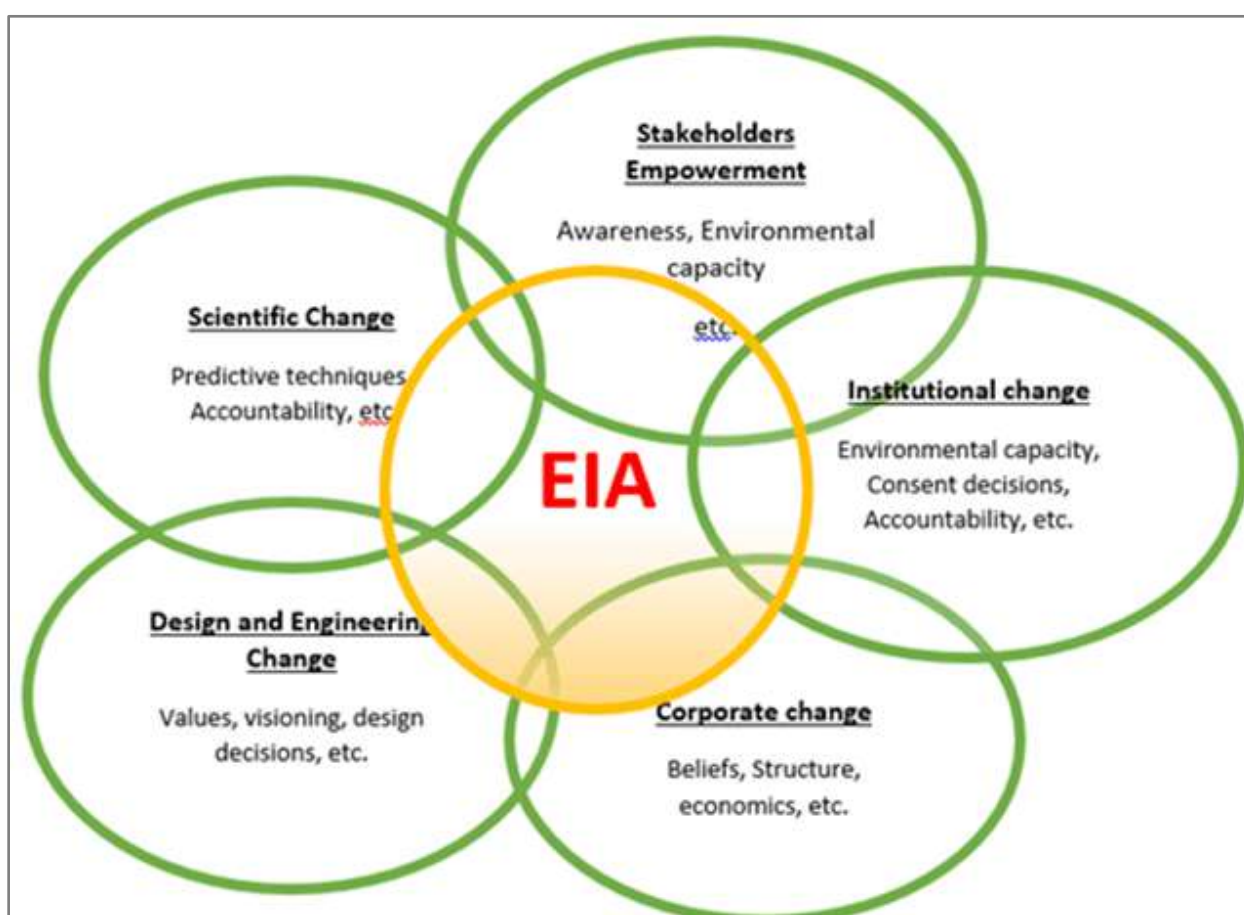 Stakeholders
Empowerment
Awareness, Environmental
capacity
etc.
Scientific Change
Predictive techniques
Accountability, etc
EIA
Institutional change
Environmental capacity,
Consent decisions,
Accountability, etc.
Design and Engineering
Change
Values, visioning, design
decisions, etc.
Corporate change
Beliefs, Structure,
economics, etc.